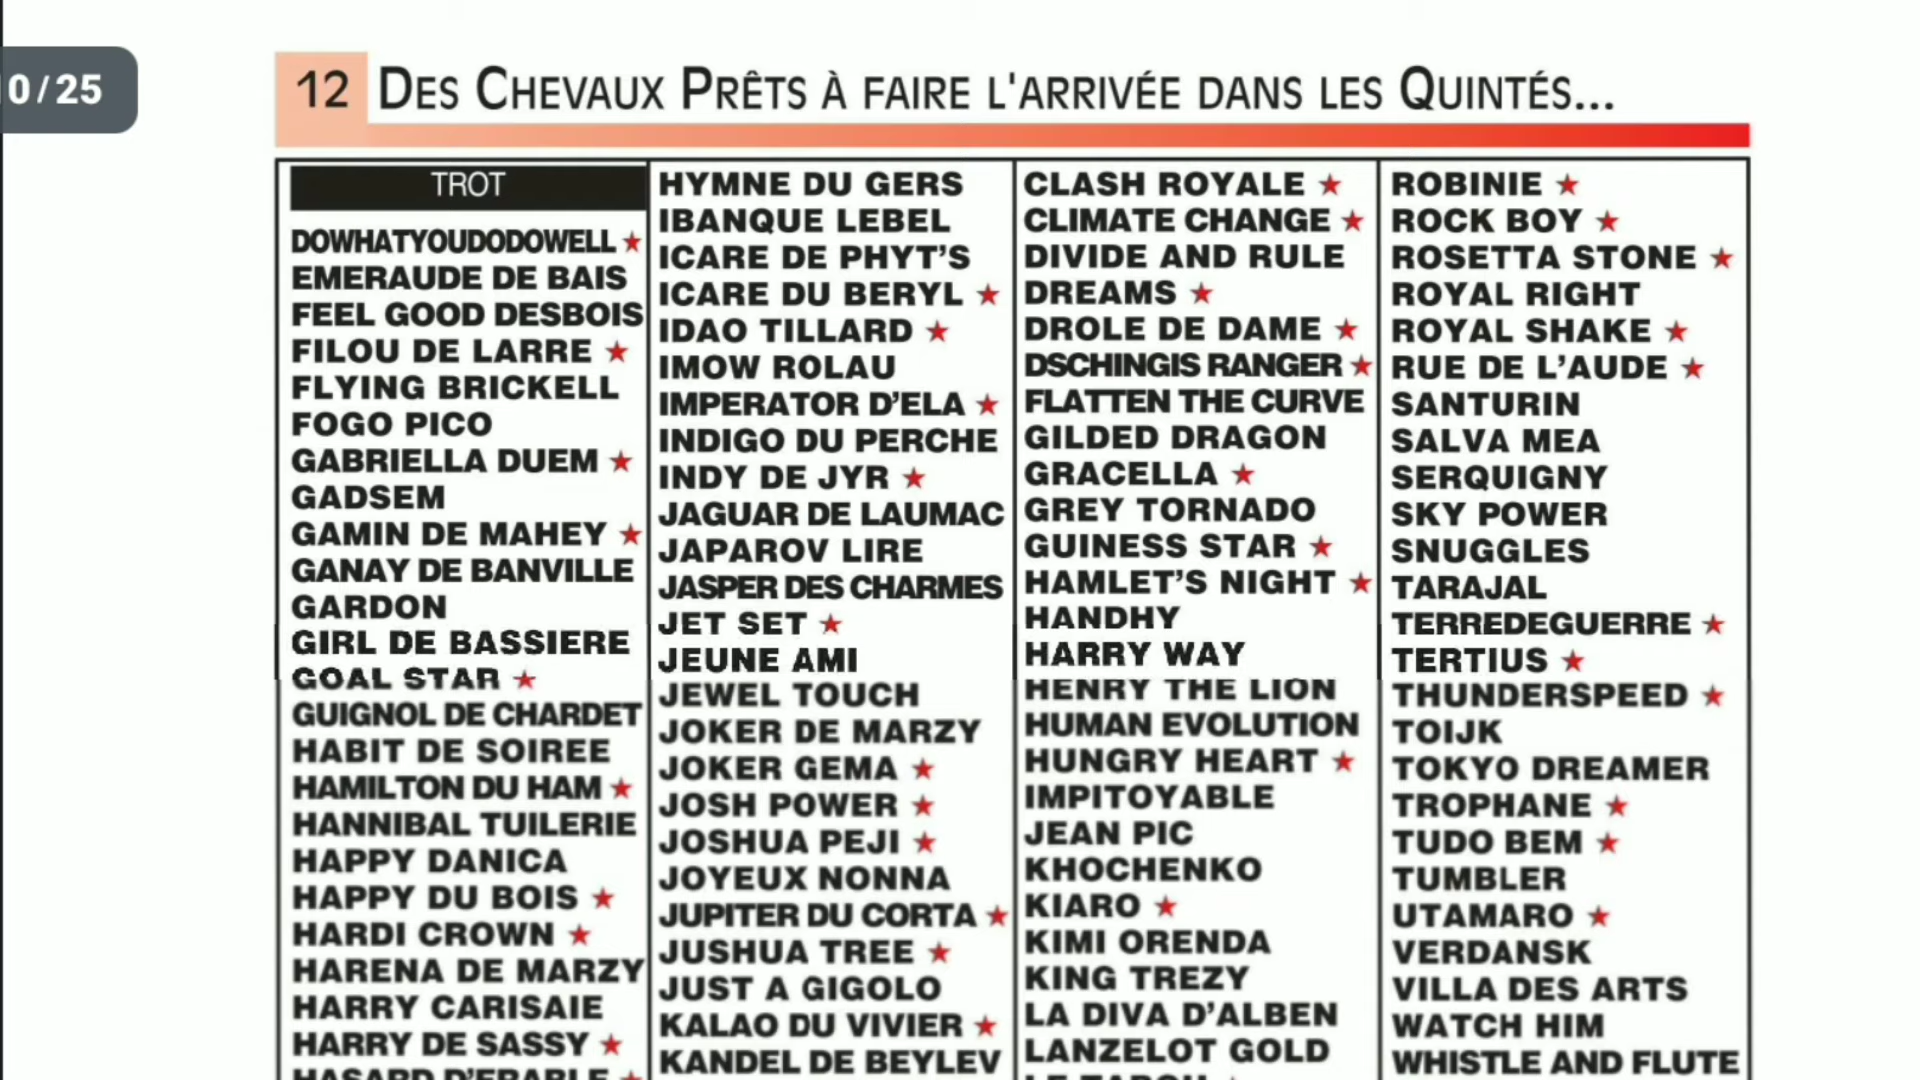 0/25
12 DES CHEVAUX PRÊTS À FAIRE L'ARRIVÉE DANS LES QUINTÉS...
TROT
DOWHATYOUDODOWELL ★
EMERAUDE DE BAIS
FEEL GOOD DESBOIS
FILOU DE LARRE ★
FLYING BRICKELL
FOGO PICO
GABRIELLA DUEM ★
GADSEM
GAMIN DE MAHEY ★
GANAY DE BANVILLE
GARDON
GIRL DE BASSIERE
GOAL STAR ★
GUIGNOL DE CHARDET
HABIT DE SOIREE
HAMILTON DU HAM ★
HANNIBAL TUILERIE
HAPPY DANICA
HAPPY DU BOIS ★
HARDI CROWN ★
HARENA DE MARZY
HARRY CARISAIE
HARRY DE SASSY ★
HASARD D'ERABLE ★
HYMNE DU GERS
IBANQUE LEBEL
ICARE DE PHYT'S
ICARE DU BERYL ★
IDAO TILLARD ★
IMOW ROLAU
IMPERATOR D'ELA ★
INDIGO DU PERCHE
INDY DE JYR ★
JAGUAR DE LAUMAC
JAPAROV LIRE
JASPER DES CHARMES
JET SET ★
JEUNE AMI
JEWEL TOUCH
JOKER DE MARZY
JOKER GEMA ★
JOSH POWER ★
JOSHUA PEJI ★
JOYEUX NONNA
JUPITER DU CORTA ★
JUSHUA TREE ★
JUST A GIGOLO
KALAO DU VIVIER ★
KANDEL DE BEYLEV
CLASH ROYALE ★
CLIMATE CHANGE ★
DIVIDE AND RULE
DREAMS ★
DROLE DE DAME ★
DSCHINGIS RANGER ★
FLATTEN THE CURVE
GILDED DRAGON
GRACELLA ★
GREY TORNADO
GUINESS STAR ★
HAMLET'S NIGHT ★
HANDHY
HARRY WAY
HENRY THE LION
HUMAN EVOLUTION
HUNGRY HEART ★
IMPITOYABLE
JEAN PIC
KHOCHENKO
KIARO ★
KIMI ORENDA
KING TREZY
LA DIVA D'ALBEN
LANZELOT GOLD
ROBINIE ★
ROCK BOY ★
ROSETTA STONE ★
ROYAL RIGHT
ROYAL SHAKE ★
RUE DE L'AUDE ★
SANTURIN
SALVA MEA
SERQUIGNY
SKY POWER
SNUGGLES
TARAJAL
TERREDEGUERRE ★
TERTIUS ★
THUNDERSPEED ★
TOIJK
TOKYO DREAMER
TROPHANE ★
TUDO BEM ★
TUMBLER
UTAMARO ★
VERDANSK
VILLA DES ARTS
WATCH HIM
WHISTLE AND FLUTE